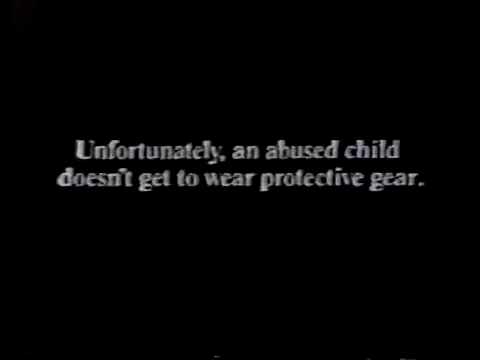 Unfortunately, an abused child
doesn't get to wear protective gear.